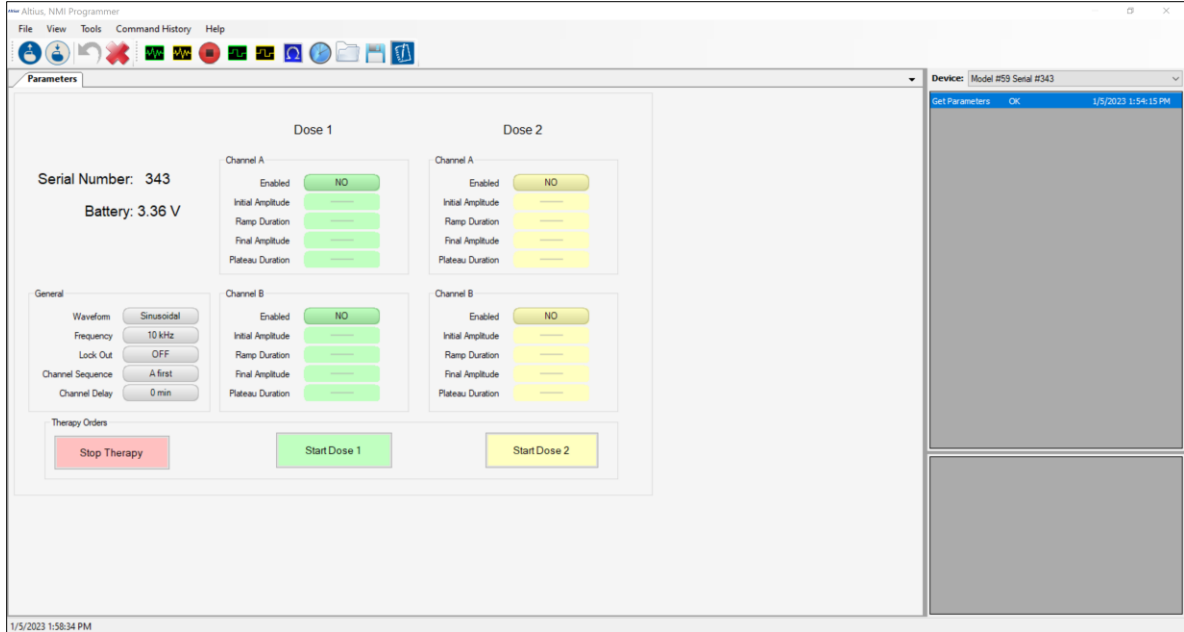 Altius, NMI Programmer
File View Tools Command History Help
Parameters
Device: Model #59 Serial #343
Get Parameters OK 1/5/2023 1:54:15 PM
Dose 1 Dose 2
Serial Number: 343
Battery: 3.36 V
Channel A
Enabled NO
Initial Amplitude
Ramp Duration
Final Amplitude
Plateau Duration
Channel A
Enabled NO
Initial Amplitude
Ramp Duration
Final Amplitude
Plateau Duration
General
Waveform Sinusoidal
Frequency 10 kHz
Lock Out OFF
Channel Sequence A first
Channel Delay 0 min
Channel B
Enabled NO
Initial Amplitude
Ramp Duration
Final Amplitude
Plateau Duration
Channel B
Enabled NO
Initial Amplitude
Ramp Duration
Final Amplitude
Plateau Duration
Therapy Orders
Stop Therapy Start Dose 1 Start Dose 2
1/5/2023 1:58:34 PM